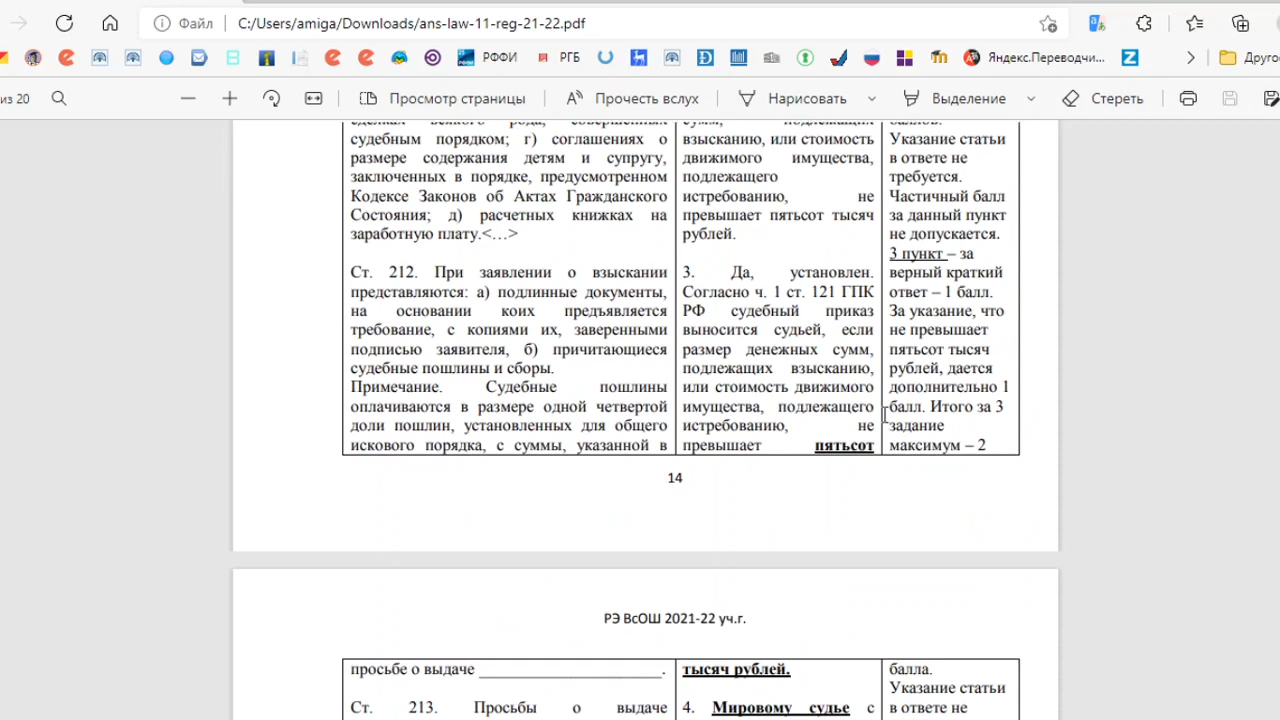 Файл
C:/Users/amiga/Downloads/ans-law-11-reg-21-22.pdf
РФФИ
РГБ
Яндекс.Переводчи...
Друго
из 20
Просмотр страницы
Прочесть вслух
Нарисовать
Выделение
Стереть
сделках всякого рода, совершенных
судебным порядком; г) соглашениях о
размере содержания детям и супругу,
заключенных в порядке, предусмотренном
Кодексе Законов об Актах Гражданского
Состояния; д) расчетных книжках на
заработную плату.<...>
Ст. 212. При заявлении о взыскании
представляются: а) подлинные документы,
на основании коих предъявляется
требование, с копиями их, заверенными
подписью заявителя, б) причитающиеся
судебные пошлины и сборы.
Примечание. Судебные пошлины
оплачиваются в размере одной четвертой
доли пошлин, установленных для общего
искового порядка, с суммы, указанной в
сумм, подлежащих
взысканию, или стоимость
движимого имущества,
подлежащего
истребованию, не
превышает пятьсот тысяч
рублей.
3. Да, установлен.
Согласно ч. 1 ст. 121 ГПК
РФ судебный приказ
выносится судьей, если
размер денежных сумм,
подлежащих взысканию,
или стоимость движимого
имущества, подлежащего
истребованию, не
превышает пятьсот
баллов.
Указание статьи
в ответе не
требуется.
Частичный балл
за данный пункт
не допускается.
3 пункт – за
верный краткий
ответ – 1 балл.
За указание, что
не превышает
пятьсот тысяч
рублей, дается
дополнительно 1
балл. Итого за 3
задание
максимум – 2
14
РЭ ВсОШ 2021-22 уч.г.
просьбе о выдаче ______________________.
Ст. 213. Просьбы о выдаче
тысяч рублей.
4. Мировому судье с
балла.
Указание статьи
в ответе не